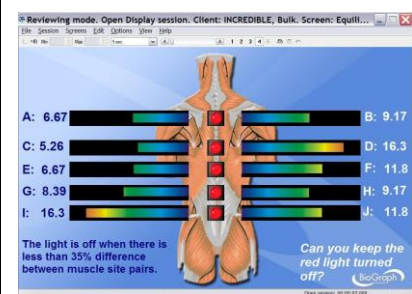 Reviewing mode. Open Display session. Client: INCREDIBLE, Bulk. Screen: Equili...
File Session Screens Edit Options View Help
1 2 3 4 5
A: 6.67
B: 9.17
C: 5.26
D: 16.3
E: 6.67
F: 11.8
G: 8.39
H: 9.17
I: 16.3
J: 11.8
The light is off when there is
less than 35% difference
between muscle site pairs.
Can you keep the
red light turned
off?
BioGraph